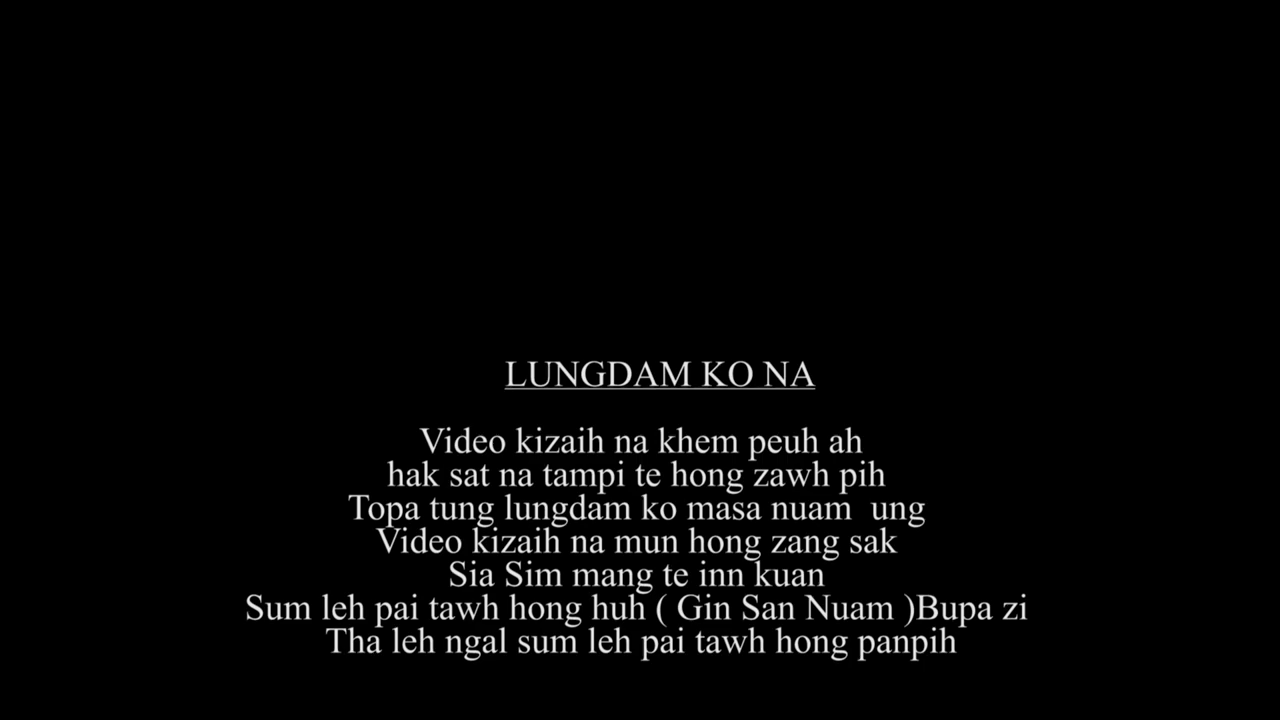 LUNGDAM KO NA
Video kizaih na khem peuh ah
hak sat na tampi te hong zawh pih
Topa tung lungdam ko masa nuam  ung
Video kizaih na mun hong zang sak
Sia Sim mang te inn kuan
Sum leh pai tawh hong huh ( Gin San Nuam )Bupa zi
Tha leh ngal sum leh pai tawh hong panpih